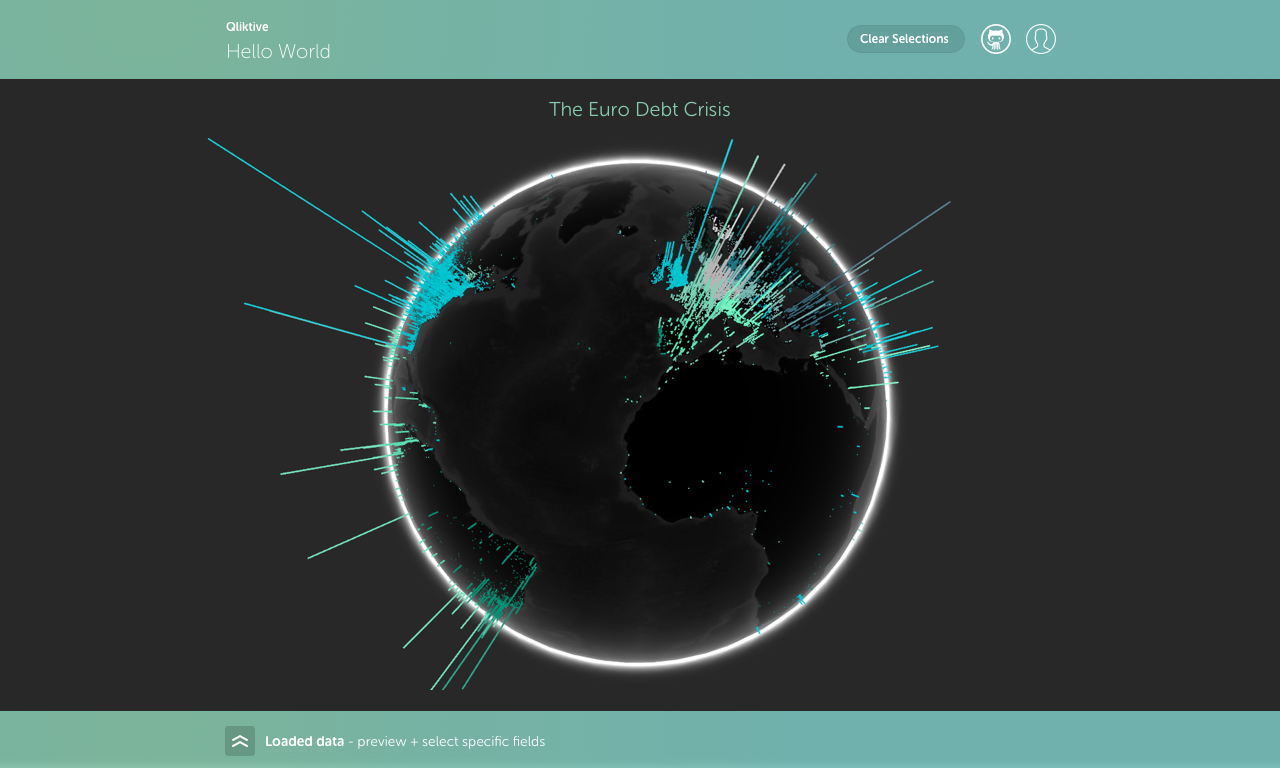 Qliktive
Hello World
Clear Selections
The Euro Debt Crisis
Loaded data - preview + select specific fields